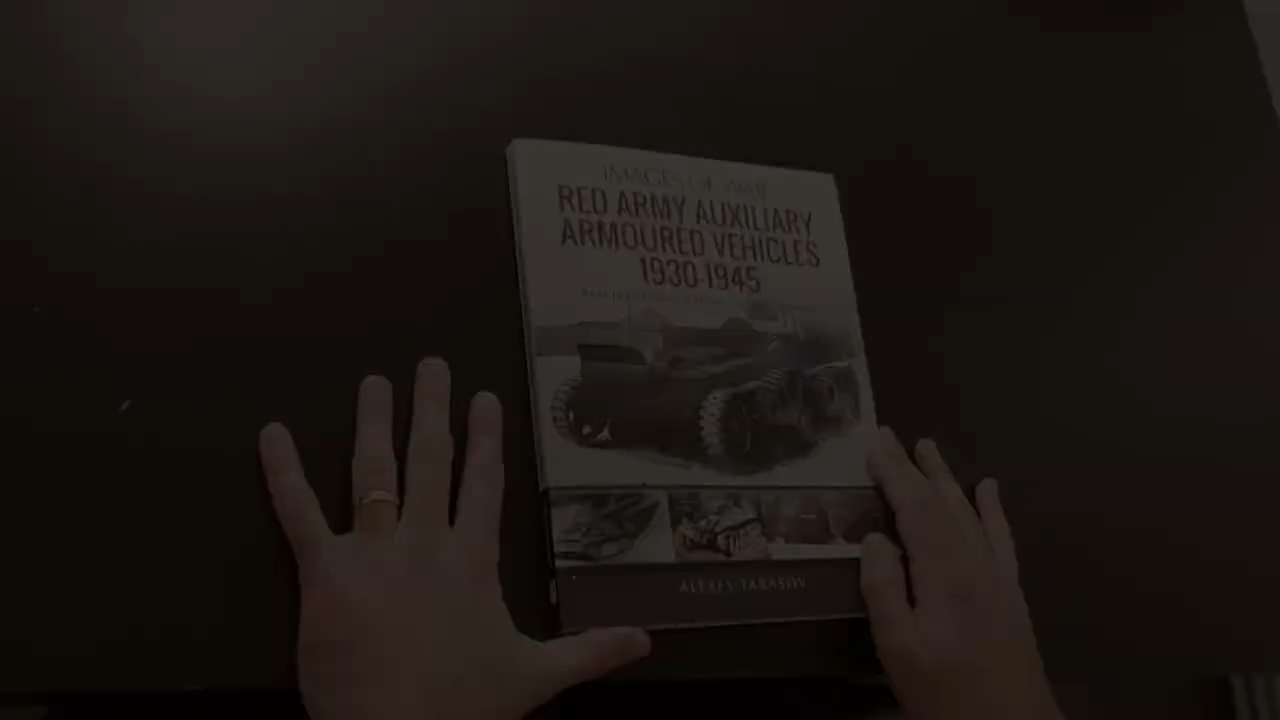 IMAGES OF WAR
RED ARMY AUXILIARY
ARMOURED VEHICLES
1930-1945
ALEXEY TARASOV